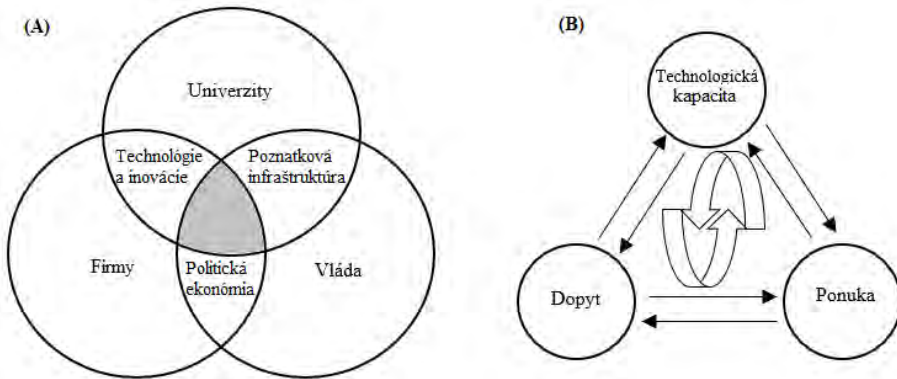 (A)
Univerzity
Technológie
a inovácie
Poznatková
infraštruktúra
Firmy
Politická
ekonómia
Vláda
(B)
Technologická
kapacita
Dopyt
Ponuka